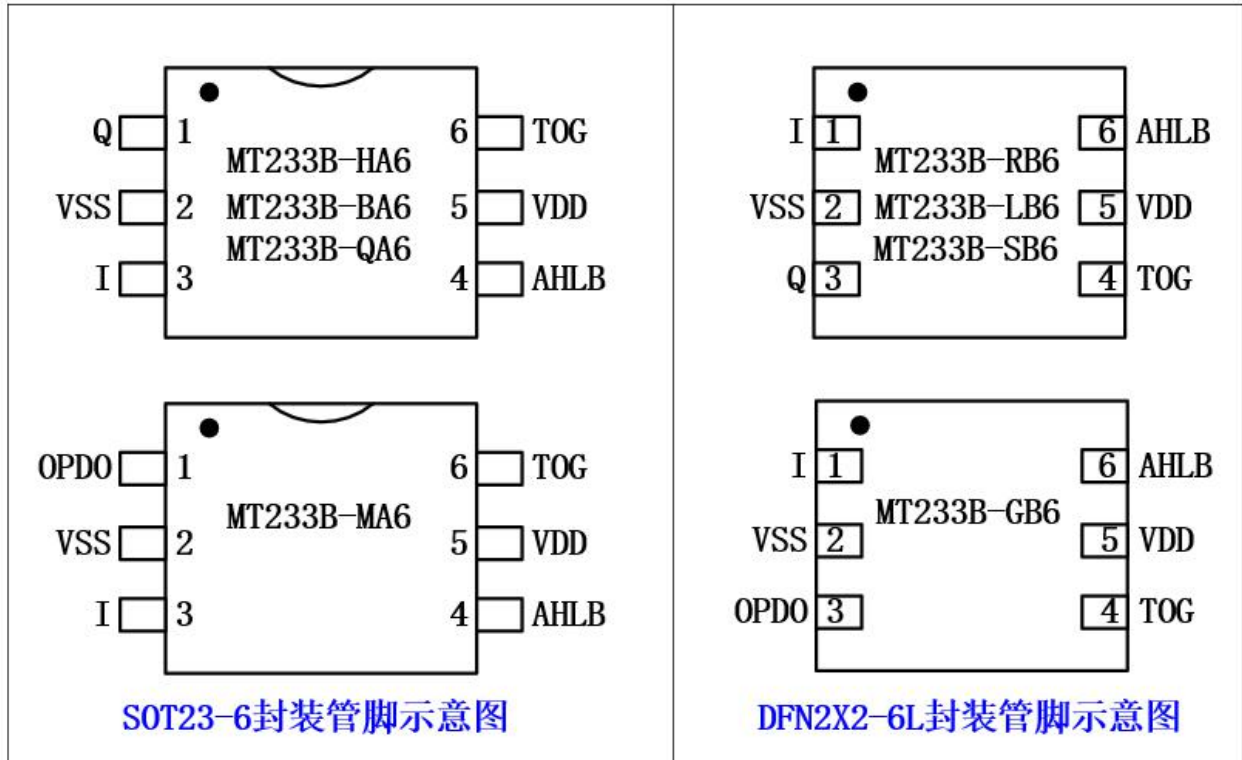 Q 1 6 TOG
MT233B-HA6
VSS 2 MT233B-BA6 5 VDD
MT233B-QA6
I 3 4 AHLB
OPDO 1 6 TOG
MT233B-MA6
VSS 2 5 VDD
I 3 4 AHLB
SOT23-6封装管脚示意图
I 1 6 AHLB
MT233B-RB6
VSS 2 MT233B-LB6 5 VDD
MT233B-SB6
Q 3 4 TOG
I 1 6 AHLB
MT233B-GB6
VSS 2 5 VDD
OPDO 3 4 TOG
DFN2X2-6L封装管脚示意图